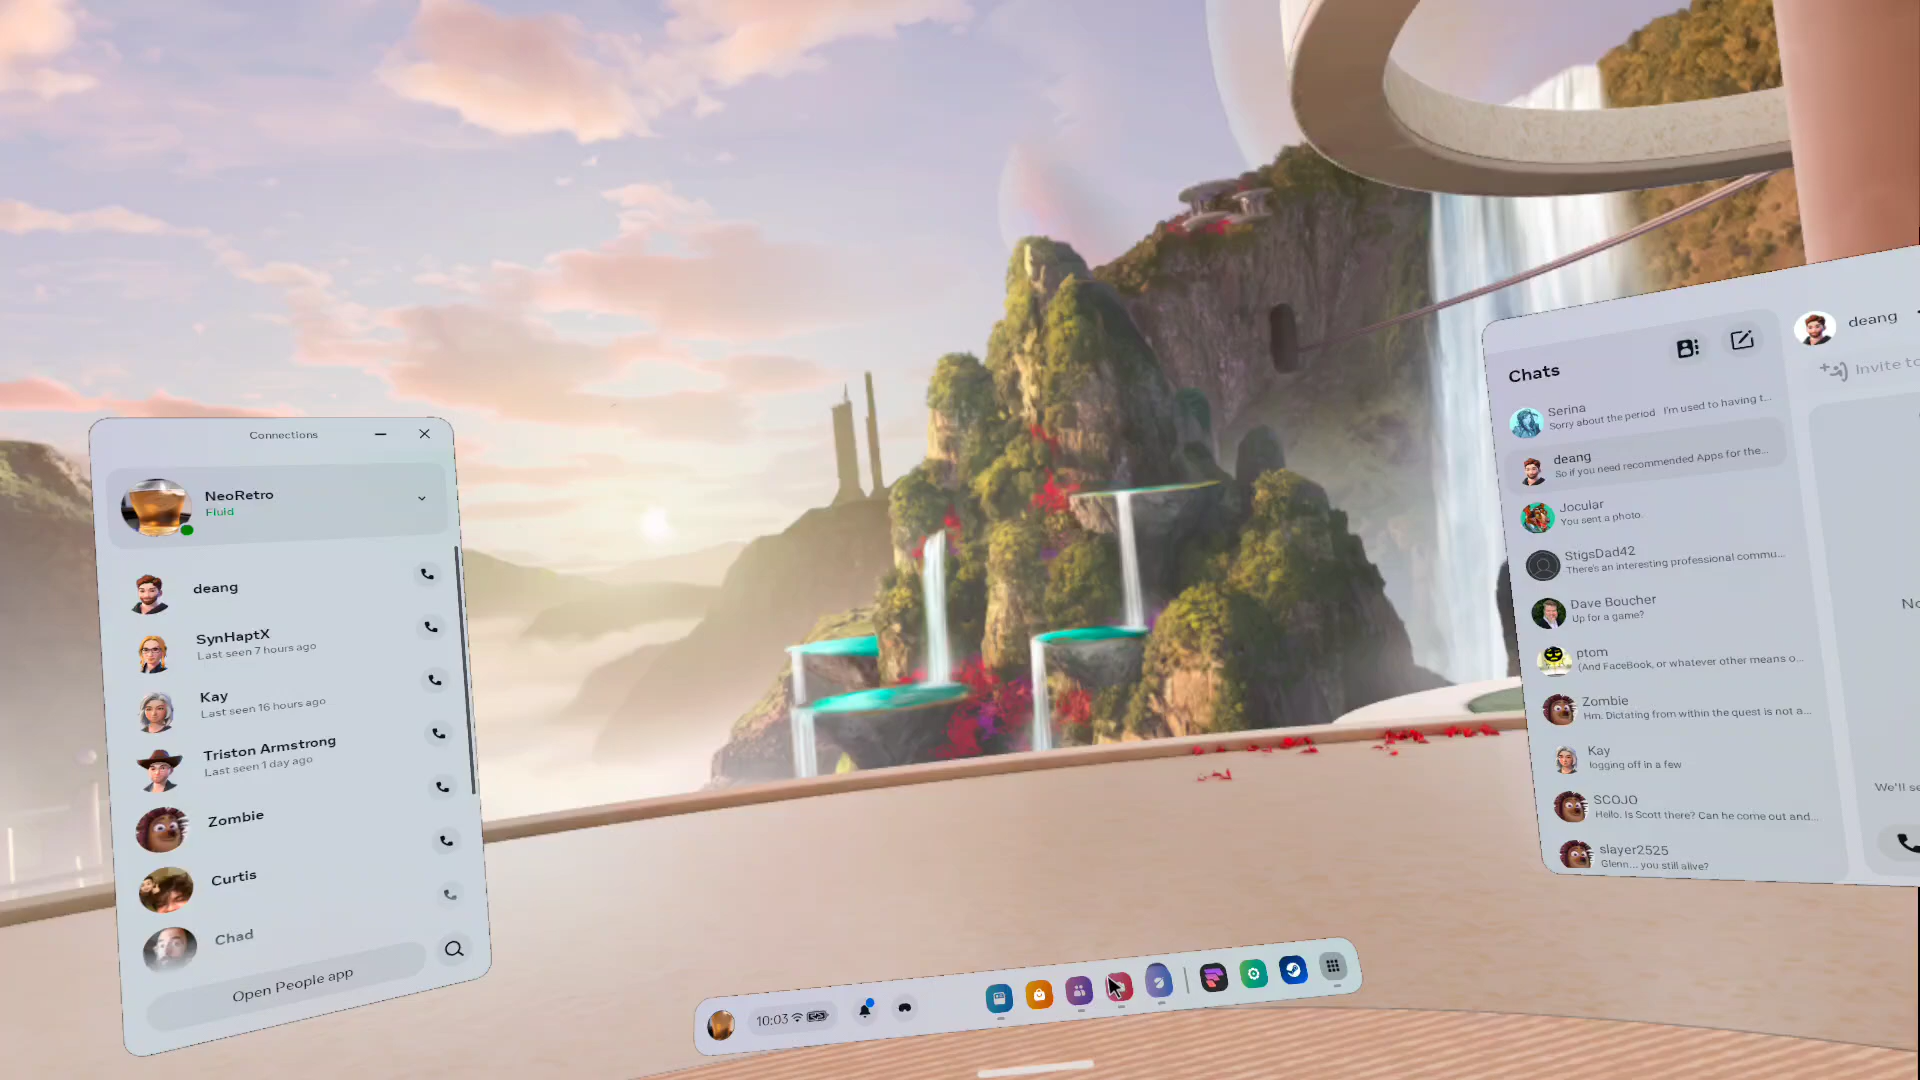 Connections
NeoRetro
Fluid
deang
SynHaptX
Last seen 7 hours ago
Kay
Last seen 16 hours ago
Triston Armstrong
Last seen 1 day ago
Zombie
Curtis
Chad
Open People app
10:03
Chats
Serina
Sorry about the period I'm used to having t...
deang
So if you need recommended Apps for the...
Jocular
You sent a photo.
StigsDad42
There's an interesting professional commu...
Dave Boucher
Up for a game?
ptom
(And FaceBook, or whatever other means o...
Zombie
Hm. Dictating from within the quest is not a...
Kay
logging off in a few
SCOJO
Hello. Is Scott there? Can he come out and...
slayer2525
Glenn... you still alive?
deang
Invite to
No
We'll se